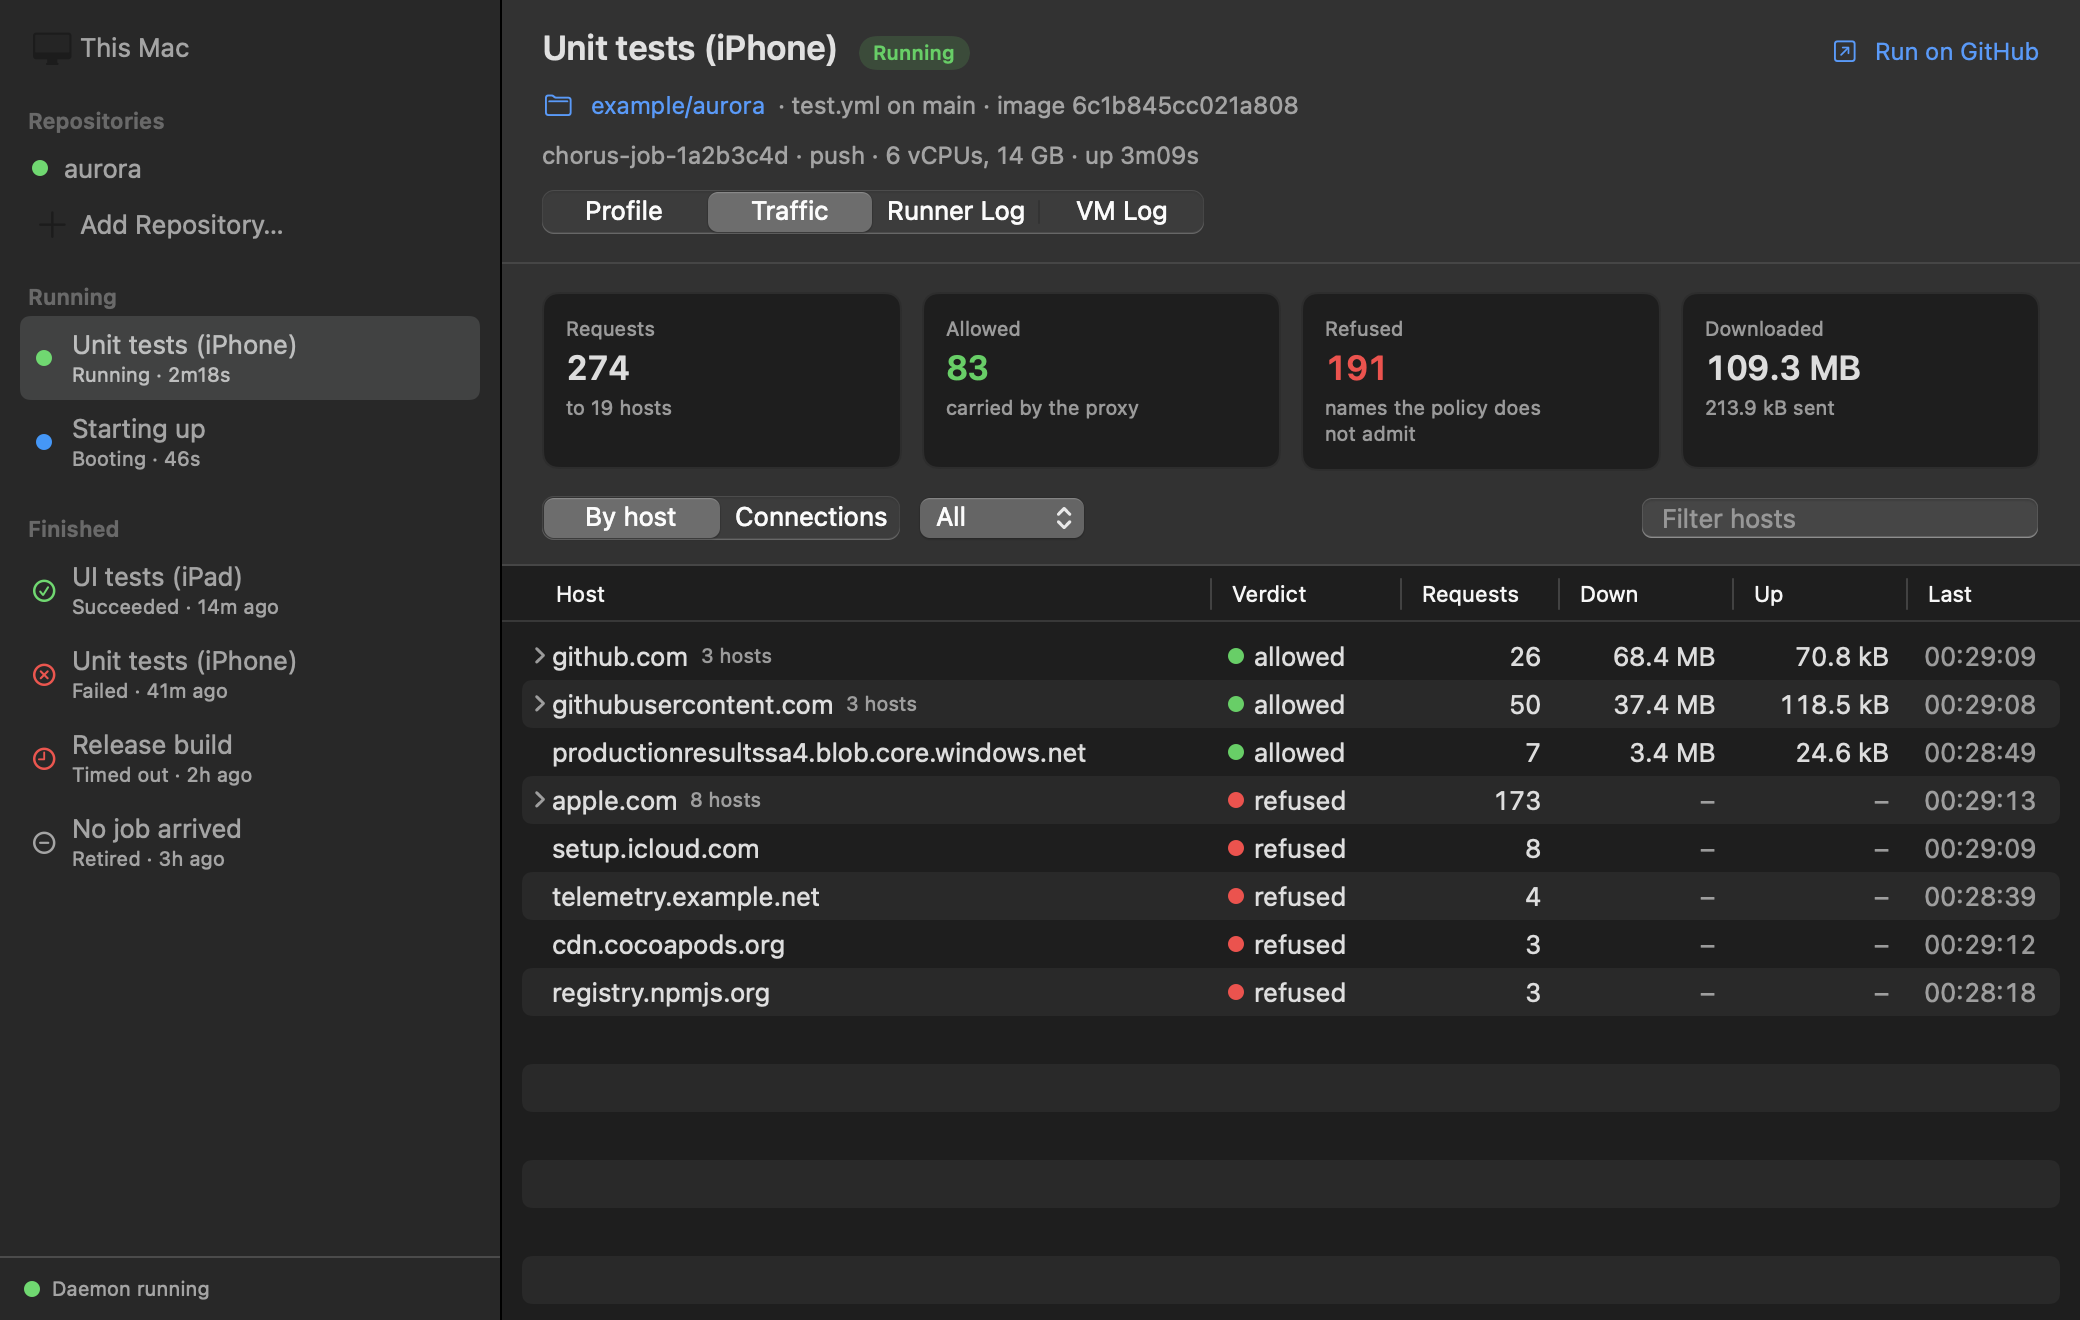 This Mac
Repositories
aurora
Add Repository...
Running
Unit tests (iPhone)
Running · 2m18s
Starting up
Booting · 46s
Finished
UI tests (iPad)
Succeeded · 14m ago
Unit tests (iPhone)
Failed · 41m ago
Release build
Timed out · 2h ago
No job arrived
Retired · 3h ago
Daemon running
Unit tests (iPhone) Running
Run on GitHub
example/aurora · test.yml on main · image 6c1b845cc021a808
chorus-job-1a2b3c4d · push · 6 vCPUs, 14 GB · up 3m09s
Profile Traffic Runner Log VM Log
Requests
274
to 19 hosts
Allowed
83
carried by the proxy
Refused
191
names the policy does
not admit
Downloaded
109.3 MB
213.9 kB sent
By host Connections All Filter hosts
Host Verdict Requests Down Up Last
github.com 3 hosts allowed 26 68.4 MB 70.8 kB 00:29:09
githubusercontent.com 3 hosts allowed 50 37.4 MB 118.5 kB 00:29:08
productionresultssa4.blob.core.windows.net allowed 7 3.4 MB 24.6 kB 00:28:49
apple.com 8 hosts refused 173 – – 00:29:13
setup.icloud.com refused 8 – – 00:29:09
telemetry.example.net refused 4 – – 00:28:39
cdn.cocoapods.org refused 3 – – 00:29:12
registry.npmjs.org refused 3 – – 00:28:18